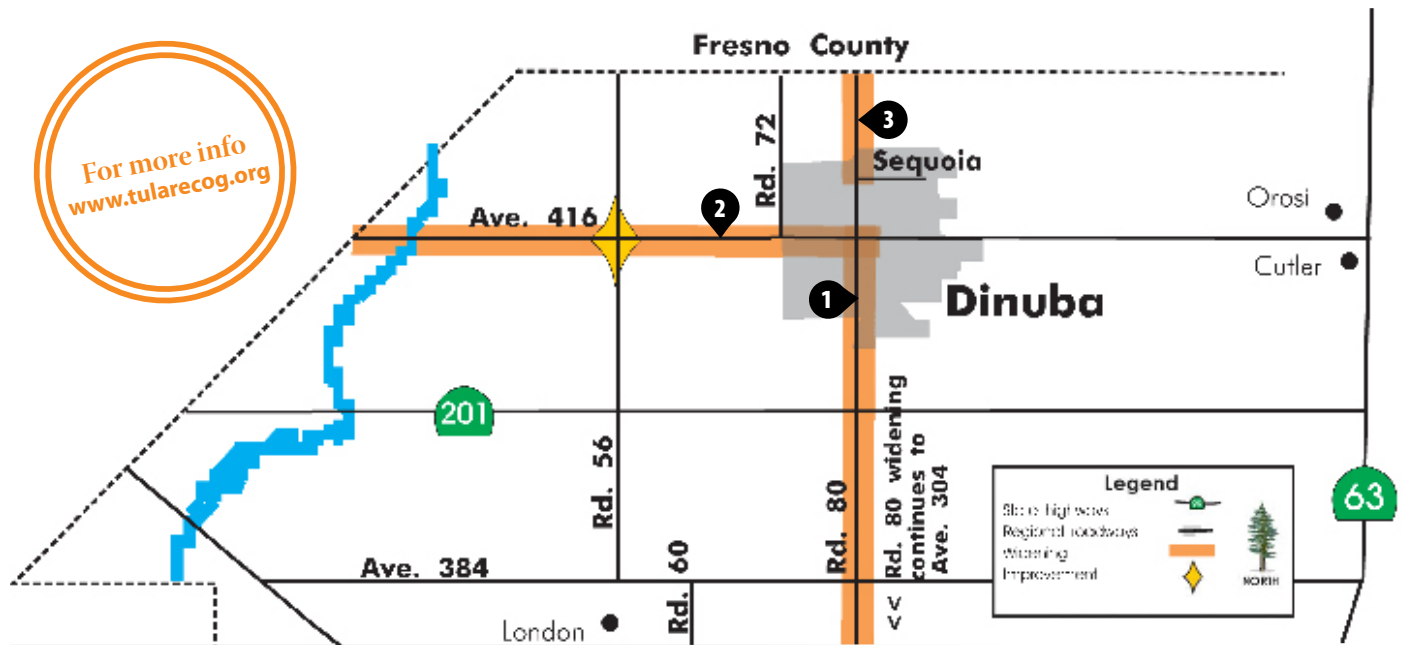 Fresno County
For more info
www.tularecog.org
Rd. 72
3
Sequoia
2
Ave. 416
Orosi
Cutler
1
Dinuba
201
Rd. 56
Rd. 80
Rd. 80 widening
continues to
Ave. 304
<<
Legend
State highways
Regional roadways
Widening
Improvement
NORTH
63
Ave. 384
Rd. 60
London